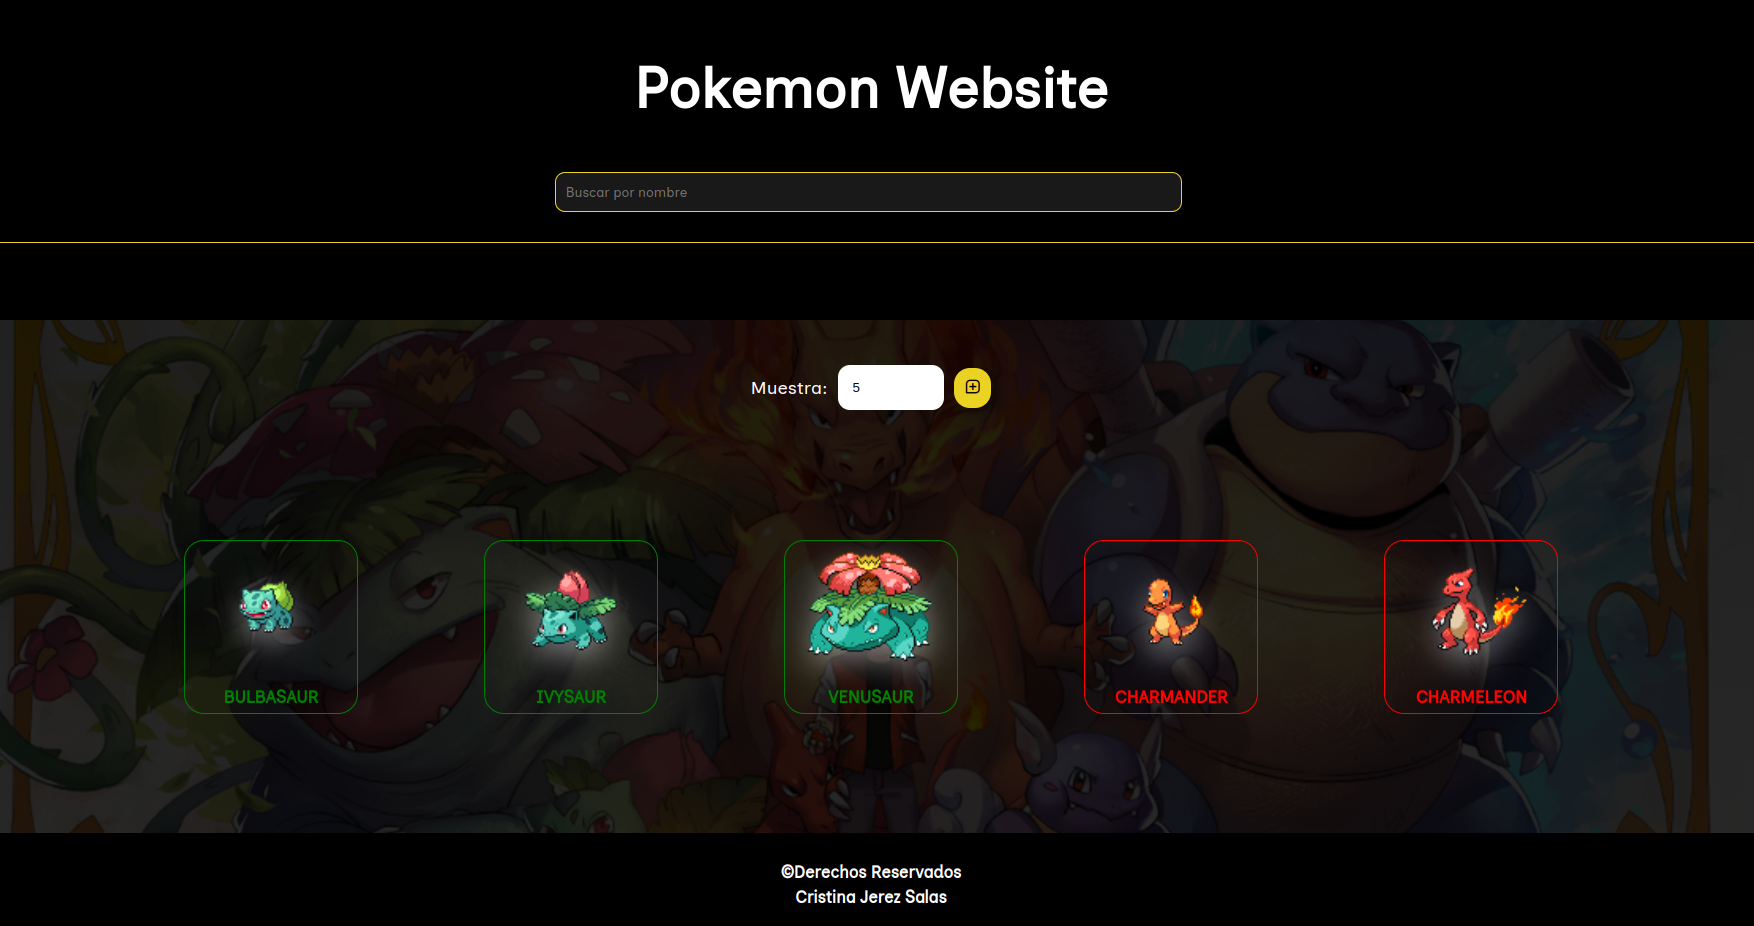 Pokemon Website
Buscar por nombre
Muestra: 5
BULBASAUR
IVYSAUR
VENUSAUR
CHARMANDER
CHARMELEON
©Derechos Reservados
Cristina Jerez Salas